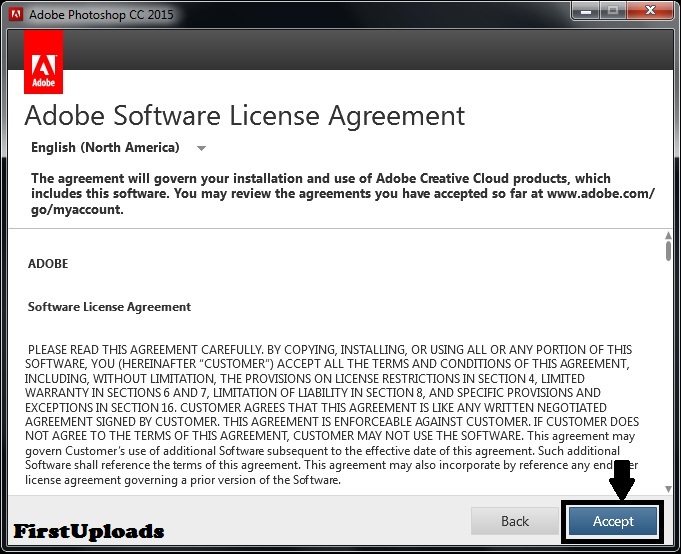 Adobe Photoshop CC 2015
Adobe
Adobe Software License Agreement
English (North America)
The agreement will govern your installation and use of Adobe Creative Cloud products, which
includes this software. You may review the agreements you have accepted so far at www.adobe.com/
go/myaccount.
ADOBE
Software License Agreement
PLEASE READ THIS AGREEMENT CAREFULLY. BY COPYING, INSTALLING, OR USING ALL OR ANY PORTION OF THIS
SOFTWARE, YOU (HEREINAFTER “CUSTOMER”) ACCEPT ALL THE TERMS AND CONDITIONS OF THIS AGREEMENT,
INCLUDING, WITHOUT LIMITATION, THE PROVISIONS ON LICENSE RESTRICTIONS IN SECTION 4, LIMITED
WARRANTY IN SECTIONS 6 AND 7, LIMITATION OF LIABILITY IN SECTION 8, AND SPECIFIC PROVISIONS AND
EXCEPTIONS IN SECTION 16. CUSTOMER AGREES THAT THIS AGREEMENT IS LIKE ANY WRITTEN NEGOTIATED
AGREEMENT SIGNED BY CUSTOMER. THIS AGREEMENT IS ENFORCEABLE AGAINST CUSTOMER. IF CUSTOMER DOES
NOT AGREE TO THE TERMS OF THIS AGREEMENT, CUSTOMER MAY NOT USE THE SOFTWARE. This agreement may
govern Customer’s use of additional Software subsequent to the effective date of this agreement. Such additional
Software shall reference the terms of this agreement. This agreement may also incorporate by reference any
license agreement governing a prior version of the Software.
Back
Accept
FirstUploads